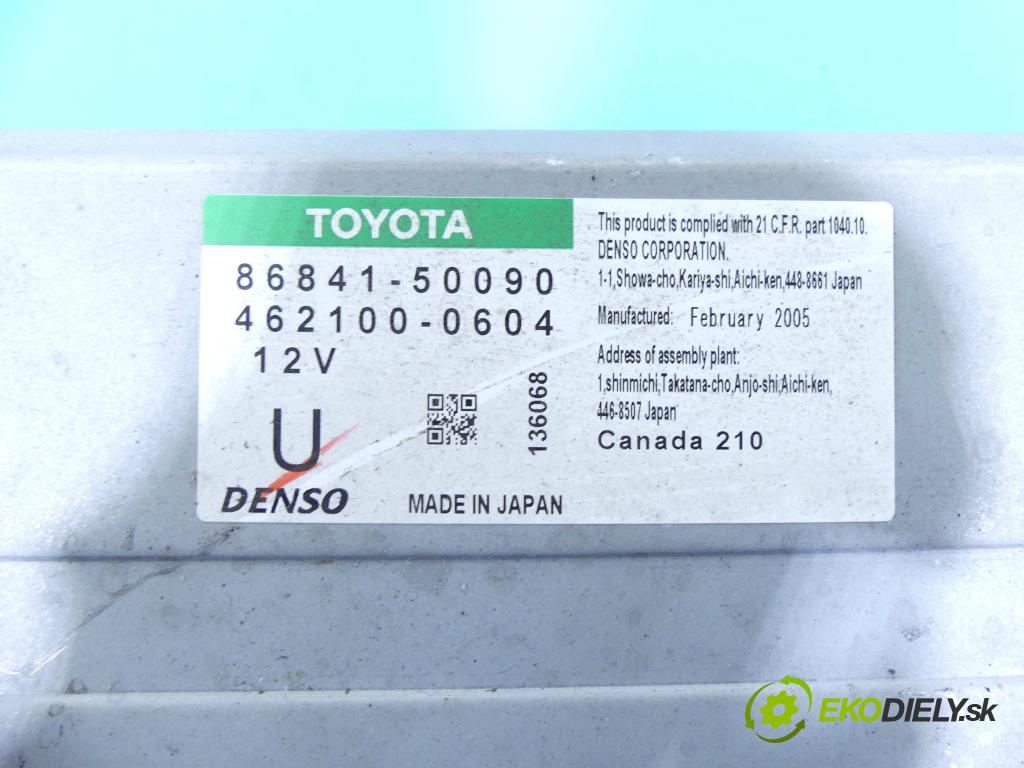 TOYOTA
86841-50090
462100-0604
12V
U
136068
DENSO
MADE IN JAPAN
This product is complied with 21 C.F.R. part 1040.10.
DENSO CORPORATION.
1-1,Showa-cho,Kariya-shi,Aichi-ken,448-8661 Japan
Manufactured: February 2005
Address of assembly plant:
1,shinmichi,Takatana-cho,Anjo-shi,Aichi-ken,
446-8507 Japan
Canada 210
EKODIELY.sk